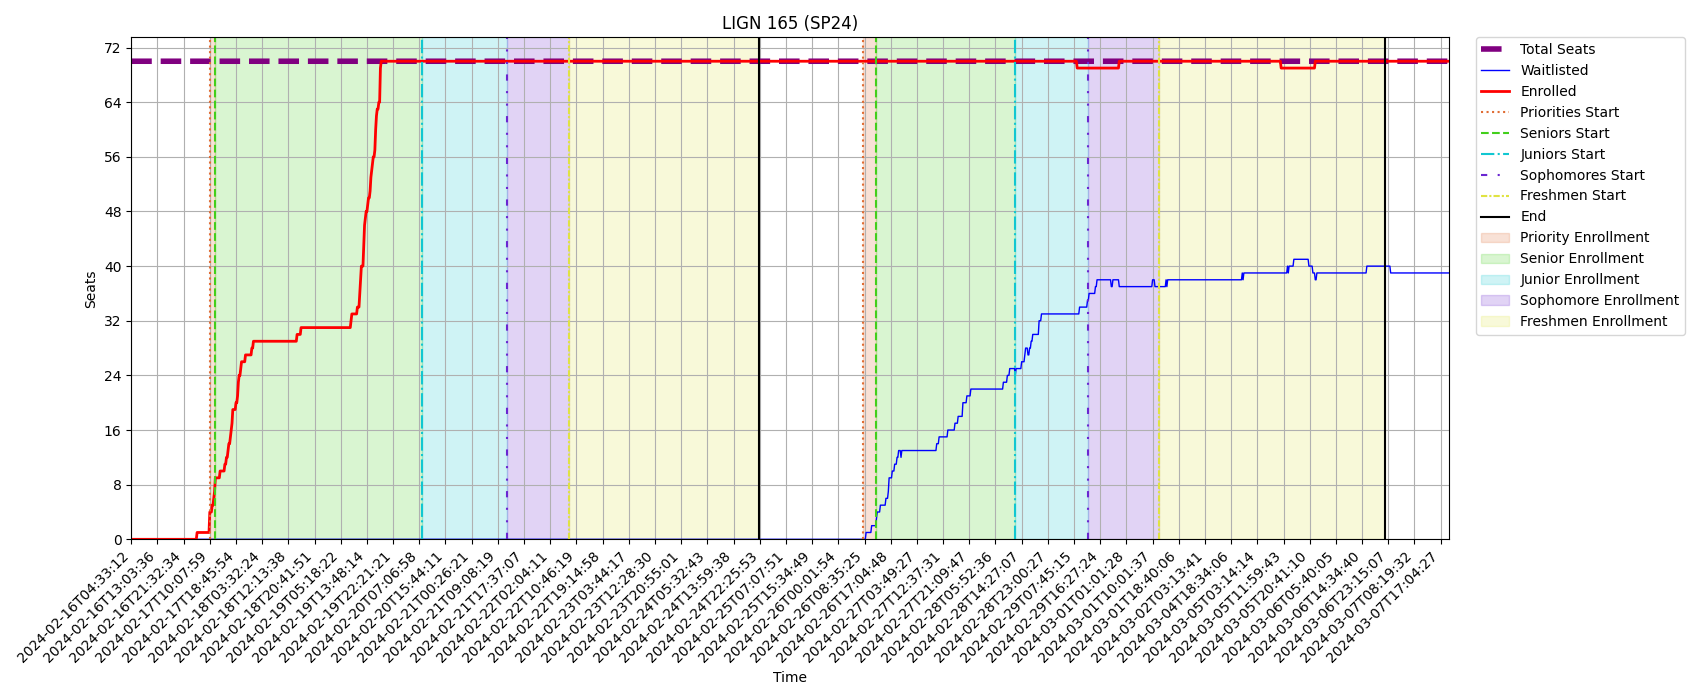 LIGN 165 (SP24)
72
64
56
48
40
32
24
16
8
0
Seats
2024-02-16T04:33:12
2024-02-16T13:03:36
2024-02-16T21:32:34
2024-02-17T10:07:59
2024-02-17T18:45:54
2024-02-18T03:32:24
2024-02-18T12:13:38
2024-02-18T20:41:51
2024-02-19T05:18:22
2024-02-19T13:48:14
2024-02-19T22:21:21
2024-02-20T07:06:58
2024-02-20T15:44:11
2024-02-21T00:26:21
2024-02-21T09:08:19
2024-02-21T17:37:07
2024-02-22T02:04:11
2024-02-22T10:46:19
2024-02-22T19:14:58
2024-02-23T03:44:17
2024-02-23T12:28:30
2024-02-23T20:55:01
2024-02-24T05:32:43
2024-02-24T13:59:38
2024-02-24T22:25:53
2024-02-25T07:07:51
2024-02-25T15:34:49
2024-02-26T00:01:54
2024-02-26T08:35:25
2024-02-26T17:04:48
2024-02-27T03:49:27
2024-02-27T12:37:31
2024-02-27T21:09:47
2024-02-28T05:52:36
2024-02-28T14:27:07
2024-02-28T23:00:27
2024-02-29T07:45:15
2024-02-29T16:27:24
2024-03-01T01:01:28
2024-03-01T10:01:37
2024-03-01T18:40:06
2024-03-02T03:13:41
2024-03-04T18:34:06
2024-03-05T03:14:14
2024-03-05T11:59:43
2024-03-05T20:41:10
2024-03-06T05:40:05
2024-03-06T14:34:40
2024-03-06T23:15:07
2024-03-07T08:19:32
2024-03-07T17:04:27
Time
Total Seats
Waitlisted
Enrolled
Priorities Start
Seniors Start
Juniors Start
Sophomores Start
Freshmen Start
End
Priority Enrollment
Senior Enrollment
Junior Enrollment
Sophomore Enrollment
Freshmen Enrollment